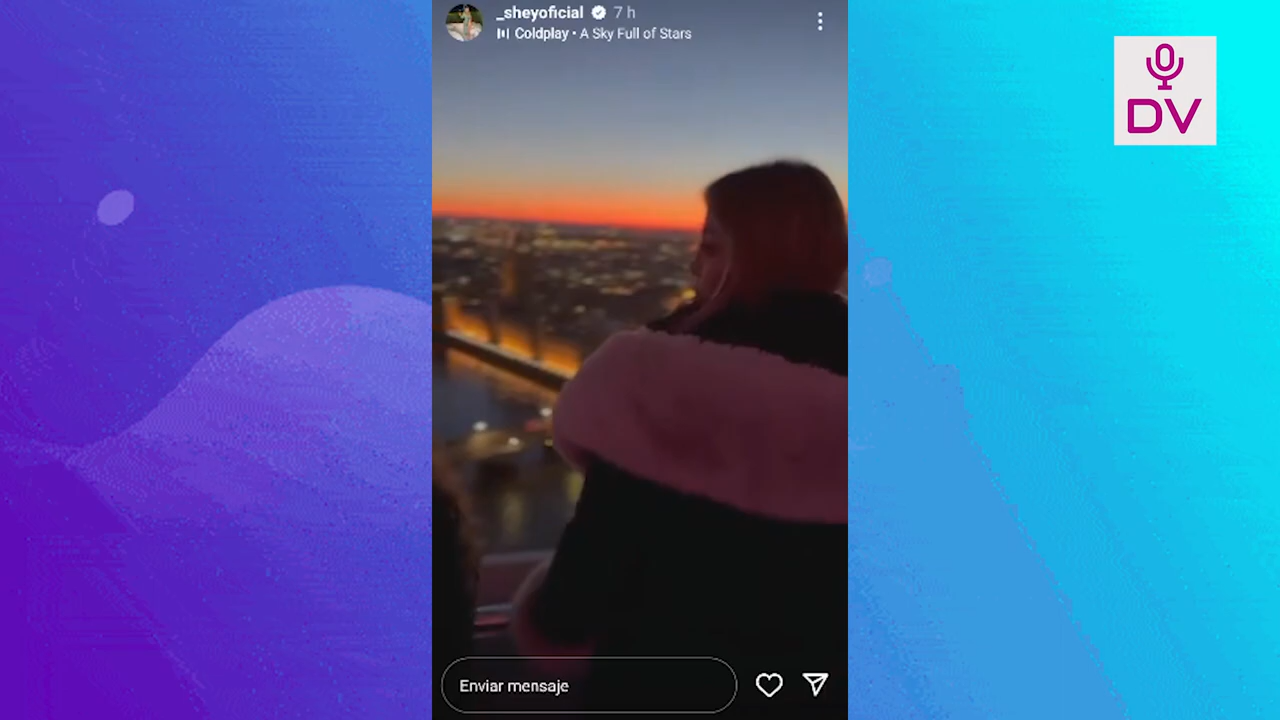 _sheyoficial 7 h
Coldplay • A Sky Full of Stars
DV
Enviar mensaje